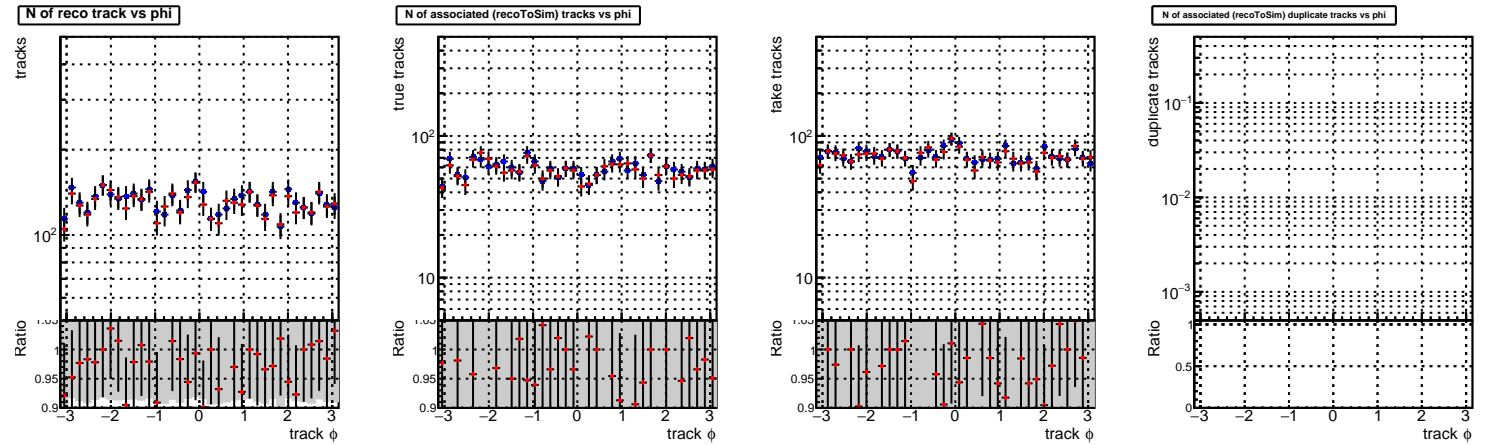 N of reco track vs phi
tracks
10²
Ratio
1
0.95
0.9
−3 −2 −1 0 1 2 3
track ϕ
N of associated (recoToSim) tracks vs phi
true tracks
10²
10
Ratio
1
0.95
0.9
−3 −2 −1 0 1 2 3
track ϕ
fake tracks
10²
10
Ratio
1
0.95
0.9
−3 −2 −1 0 1 2 3
track ϕ
N of associated (recoToSim) duplicate tracks vs phi
duplicate tracks
10⁻¹
10⁻²
10⁻³
Ratio
1
0.5
0
−3 −2 −1 0 1 2 3
track ϕ